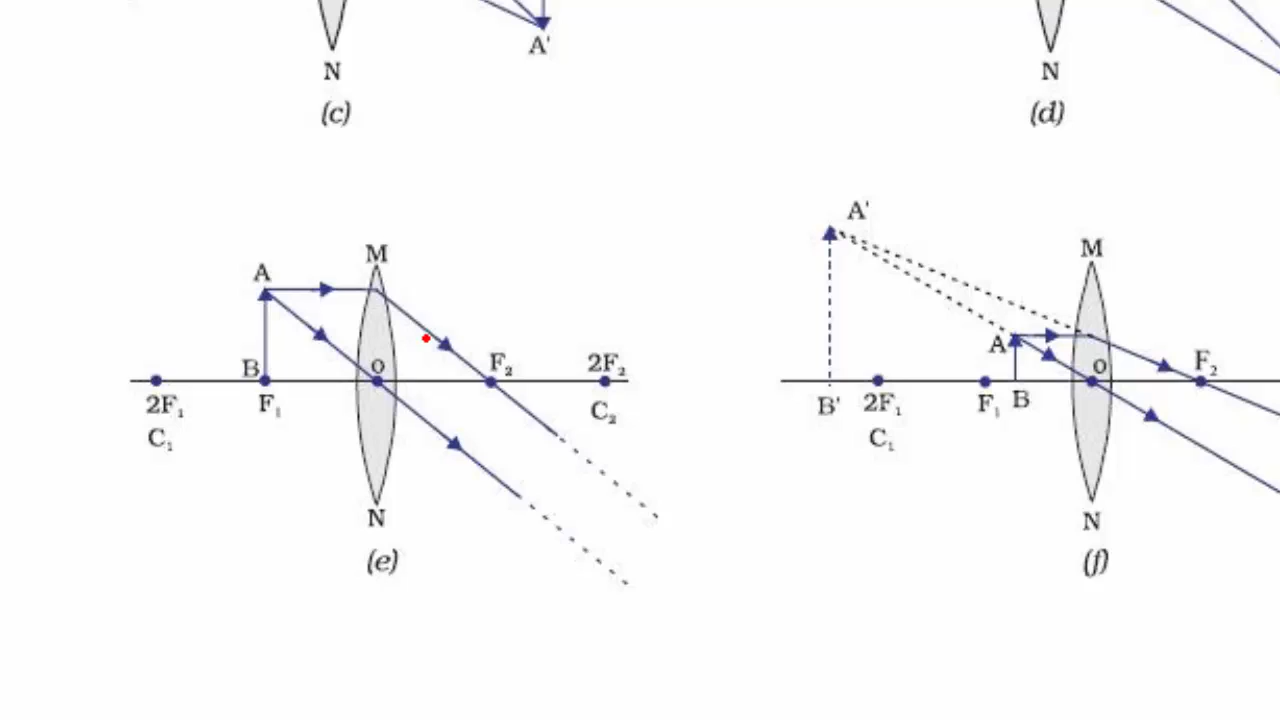 A'
N
N
(c)
(d)
A'
M
M
A
A
B
O
F₂
2F₂
O
F₂
2F₁
F₁
C₂
B'
2F₁
F₁
B
C₁
C₁
N
N
(e)
(f)